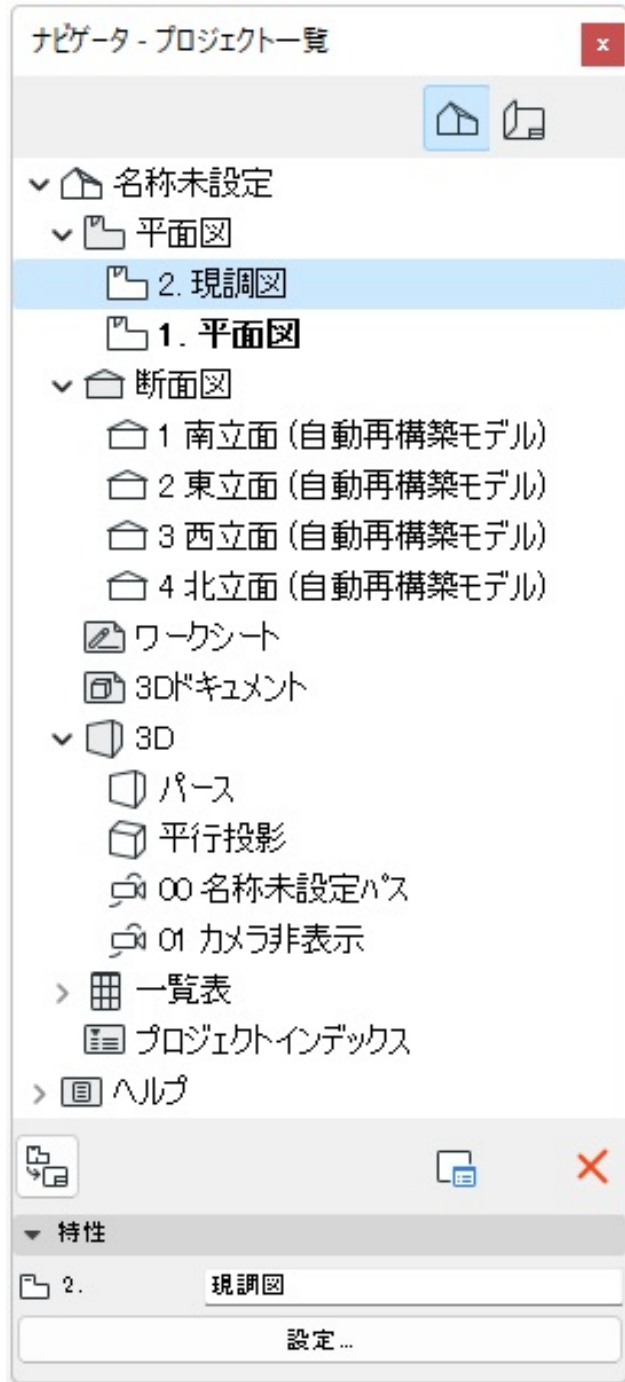 ナビゲータ - プロジェクト一覧
x
名称未設定
平面図
2. 現調図
1. 平面図
断面図
1 南立面 (自動再構築モデル)
2 東立面 (自動再構築モデル)
3 西立面 (自動再構築モデル)
4 北立面 (自動再構築モデル)
ワークシート
3Dドキュメント
3D
パース
平行投影
00 名称未設定パス
01 カメラ非表示
一覧表
プロジェクトインデックス
ヘルプ
特性
2. 現調図
設定...